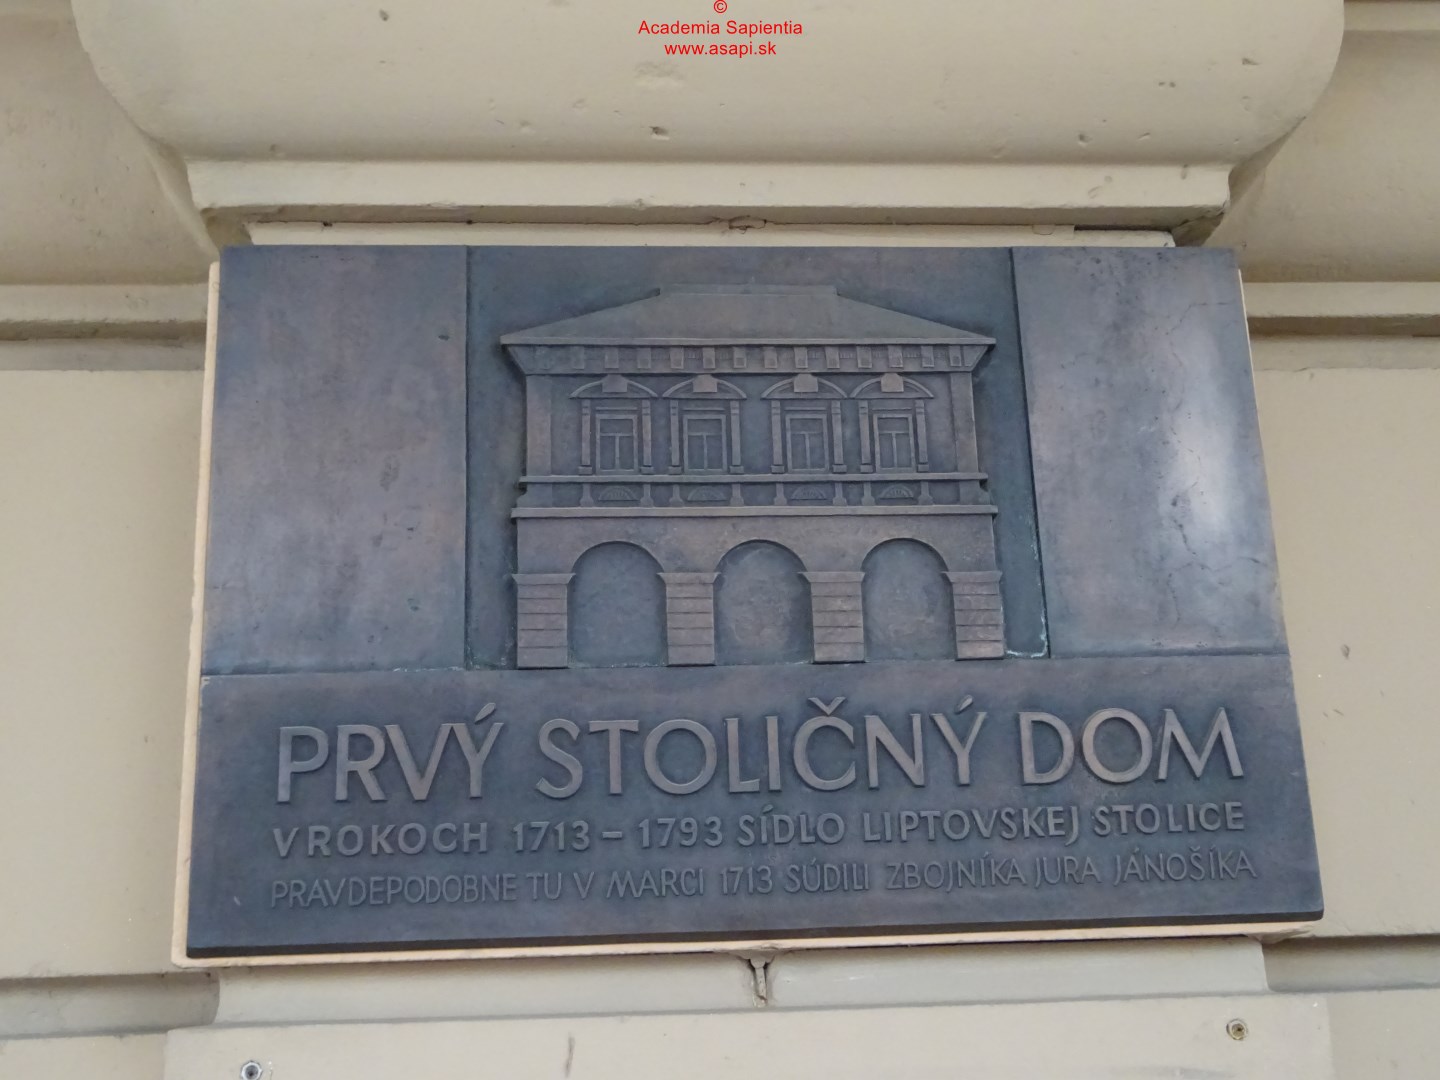 ©
Academia Sapientia
www.asapi.sk
PRVÝ STOLIČNÝ DOM
V ROKOCH 1713 – 1793 SÍDLO LIPTOVSKEJ STOLICE
PRAVDEPODOBNE TU V MARCI 1713 SÚDILI ZBOJNÍKA JURA JÁNOŠÍKA